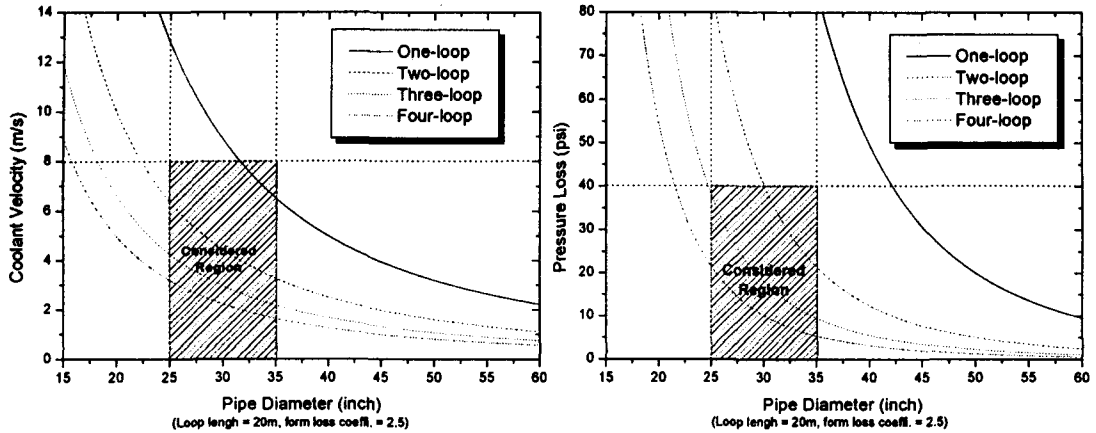 14
12
10
8
6
4
2
0
Coolant Velocity (m/s)
One-loop
Two-loop
Three-loop
Four-loop
Considered
Region
15 20 25 30 35 40 45 50 55 60
Pipe Diameter (inch)
(Loop lengh = 20m, form loss coeffi. = 2.5)
80
70
60
50
40
30
20
10
0
Pressure Loss (psi)
One-loop
Two-loop
Three-loop
Four-loop
Considered
Region
15 20 25 30 35 40 45 50 55 60
Pipe Diameter (inch)
(Loop lengh = 20m, form loss coeffi. = 2.5)